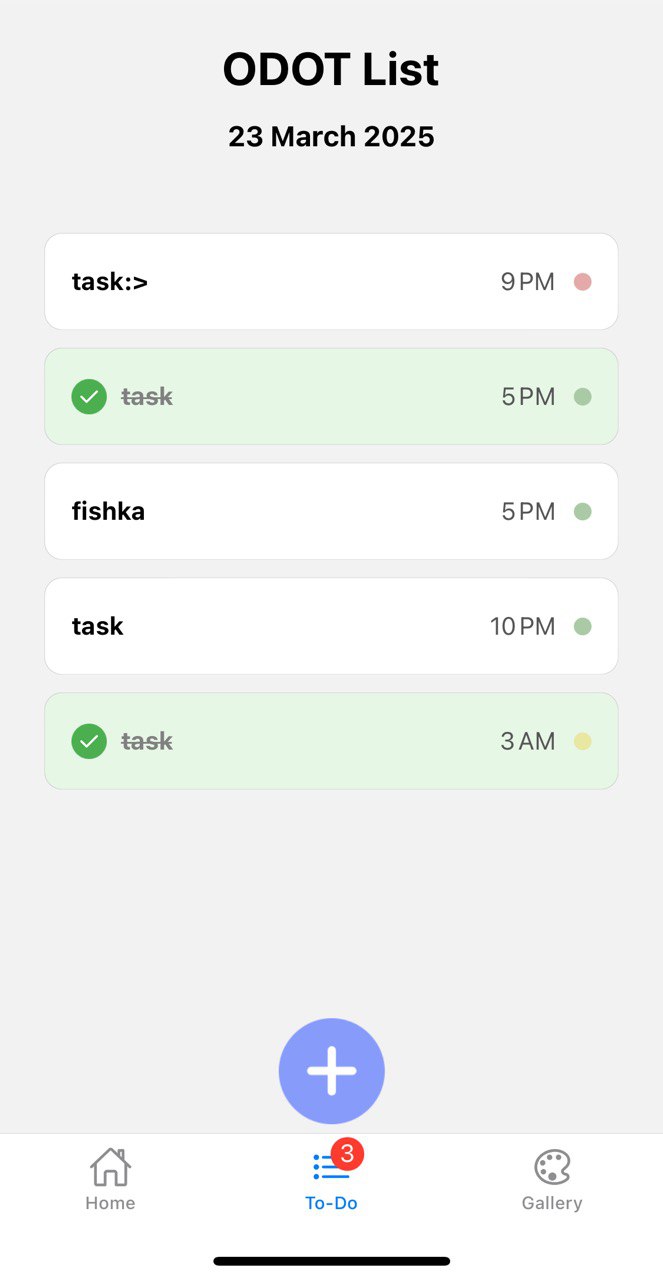 ODOT List
23 March 2025
task:> 9 PM
task 5 PM
fishka 5 PM
task 10 PM
task 3 AM
3
Home To-Do Gallery